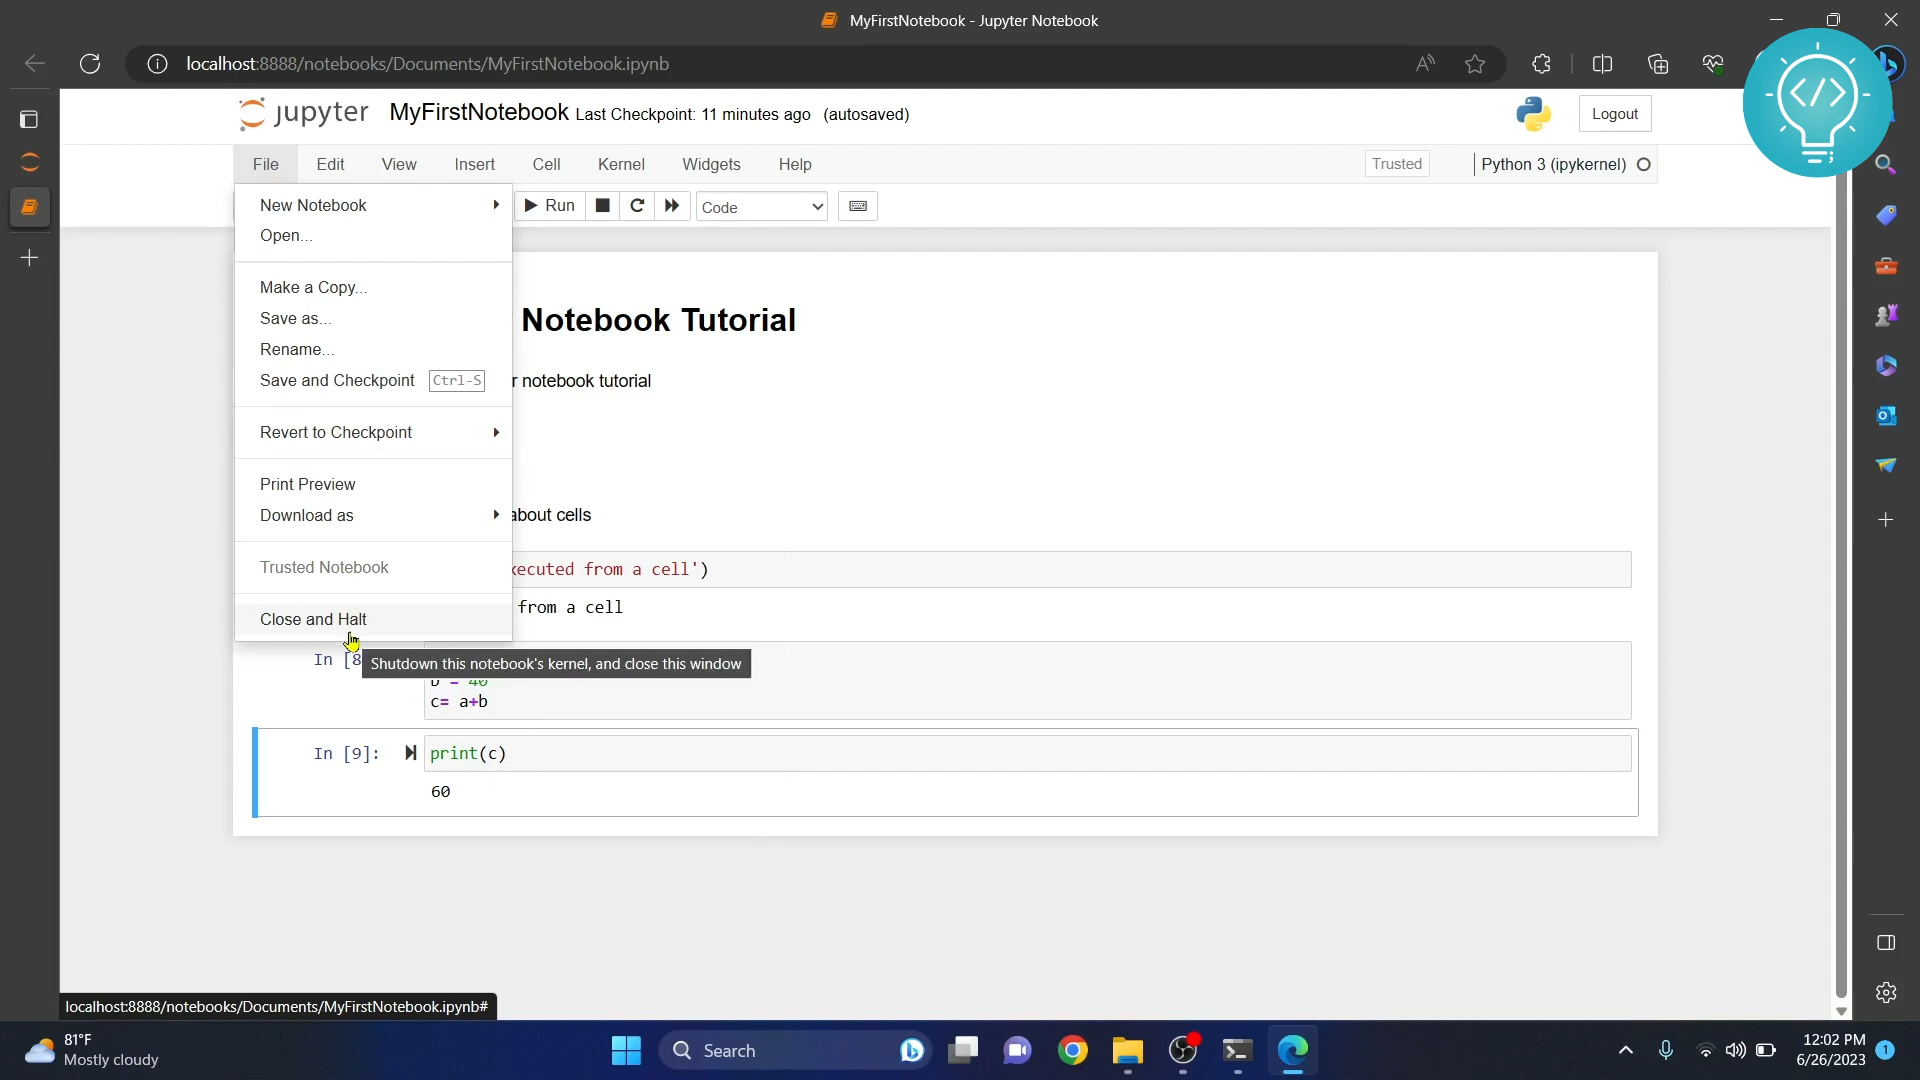 MyFirstNotebook - Jupyter Notebook
localhost:8888/notebooks/Documents/MyFirstNotebook.ipynb
jupyter MyFirstNotebook Last Checkpoint: 11 minutes ago (autosaved)
Logout
File Edit View Insert Cell Kernel Widgets Help
Trusted
Python 3 (ipykernel)
Run
Code
New Notebook
Open...
Make a Copy...
Save as...
Rename...
Save and Checkpoint Ctrl-S
Revert to Checkpoint
Print Preview
Download as
Trusted Notebook
Close and Halt
Shutdown this notebook's kernel, and close this window
Notebook Tutorial
r notebook tutorial
about cells
xecuted from a cell')
from a cell
In [8
b = 40
c= a+b
In [9]: print(c)
60
localhost:8888/notebooks/Documents/MyFirstNotebook.ipynb#
81°F
Mostly cloudy
Search
12:02 PM
6/26/2023
1